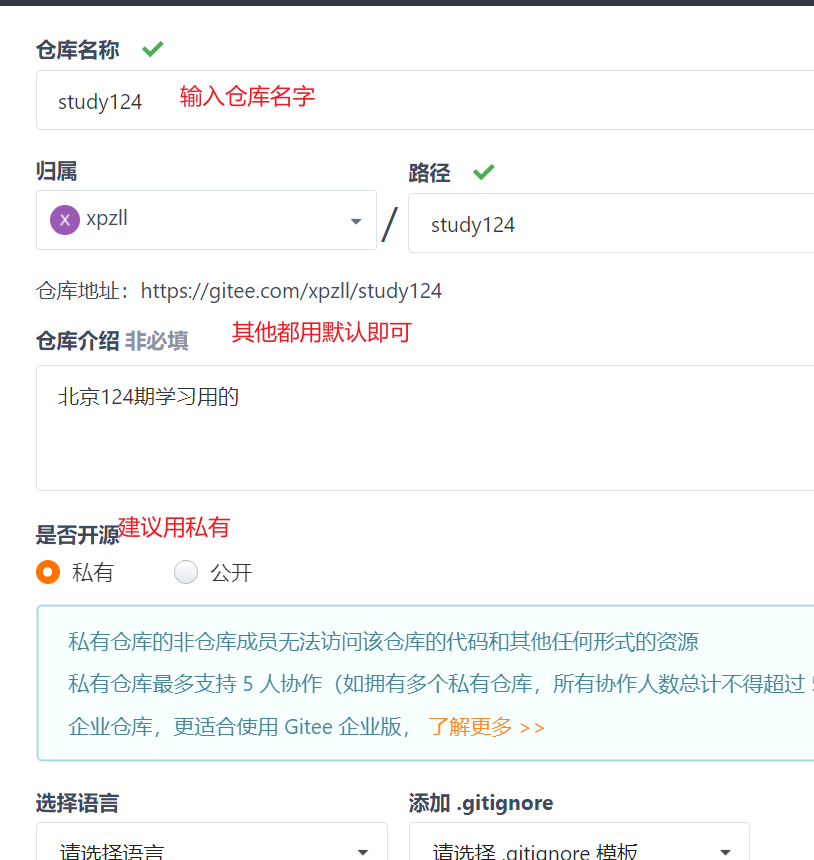 仓库名称
study124 输入仓库名字
归属 路径
X xpzll / study124
仓库地址：https://gitee.com/xpzll/study124
仓库介绍 非必填 其他都用默认即可
北京124期学习用的
是否开源 建议用私有
私有 公开
私有仓库的非仓库成员无法访问该仓库的代码和其他任何形式的资源
私有仓库最多支持 5 人协作（如拥有多个私有仓库，所有协作人数总计不得超过
企业仓库，更适合使用 Gitee 企业版， 了解更多 >>
选择语言 添加 .gitignore
请选择语言 请选择 .gitignore 模板